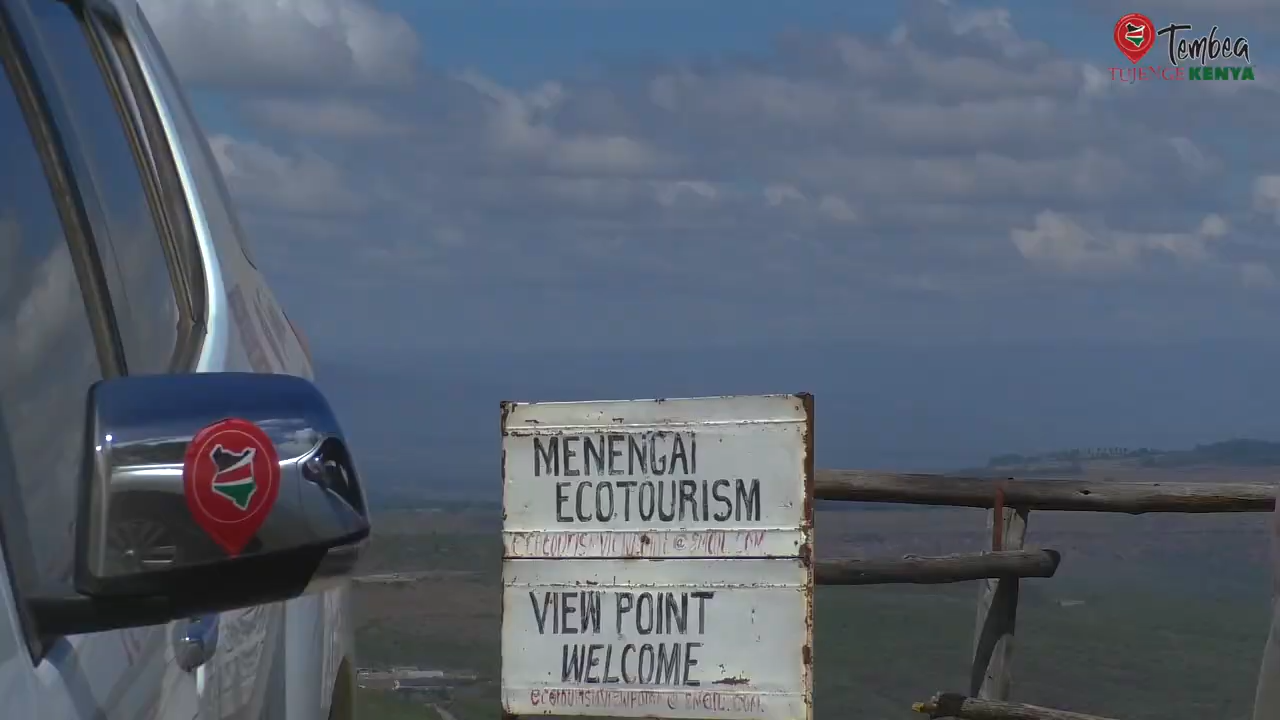 Tembea
TUJENGE KENYA
MENENGAI
ECOTOURISM
VIEW POINT
WELCOME